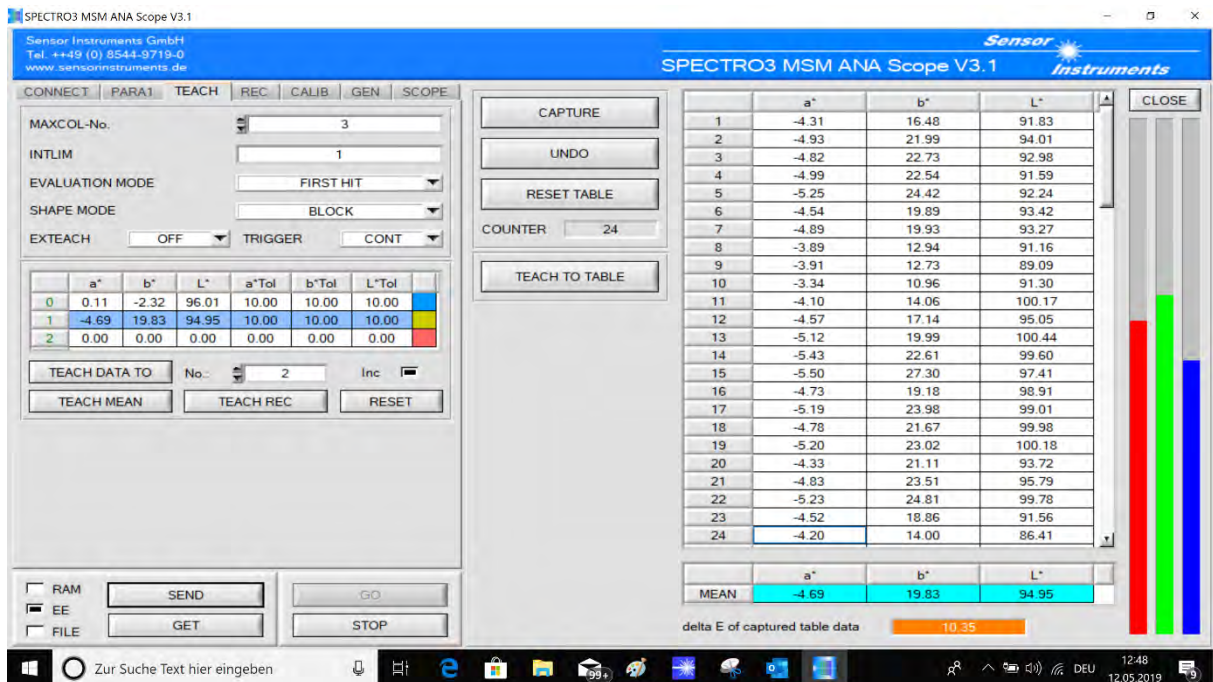 SPECTRO3 MSM ANA Scope V3.1
Sensor Instruments GmbH
Tel. ++49 (0) 8544-9719-0
www.sensorinstruments.de
Sensor
Instruments
SPECTRO3 MSM ANA Scope V3.1
CONNECT PARA1 TEACH REC CALIB GEN SCOPE
MAXCOL-No. 3
INTLIM 1
EVALUATION MODE FIRST HIT
SHAPE MODE BLOCK
EXTEACH OFF TRIGGER CONT
a* b* L* a*Tol b*Tol L*Tol
0 0.11 -2.32 96.01 10.00 10.00 10.00
1 -4.69 19.83 94.95 10.00 10.00 10.00
2 0.00 0.00 0.00 0.00 0.00 0.00
TEACH DATA TO No.: 2 Inc
TEACH MEAN TEACH REC RESET
RAM
EE
FILE
SEND GO
GET STOP
CAPTURE
UNDO
RESET TABLE
COUNTER 24
TEACH TO TABLE
a* b* L*
1 -4.31 16.48 91.83
2 -4.93 21.99 94.01
3 -4.82 22.73 92.98
4 -4.99 22.54 91.59
5 -5.25 24.42 92.24
6 -4.54 19.89 93.42
7 -4.89 19.93 93.27
8 -3.89 12.94 91.16
9 -3.91 12.73 89.09
10 -3.34 10.96 91.30
11 -4.10 14.06 100.17
12 -4.57 17.14 95.05
13 -5.12 19.99 100.44
14 -5.43 22.61 99.60
15 -5.50 27.30 97.41
16 -4.73 19.18 98.91
17 -5.19 23.98 99.01
18 -4.78 21.67 99.98
19 -5.20 23.02 100.18
20 -4.33 21.11 93.72
21 -4.83 23.51 95.79
22 -5.23 24.81 99.78
23 -4.52 18.86 91.56
24 -4.20 14.00 86.41
a* b* L*
MEAN -4.69 19.83 94.95
delta E of captured table data 10.35
CLOSE
Zur Suche Text hier eingeben
99+
DEU
12:48
12.05.2019
9